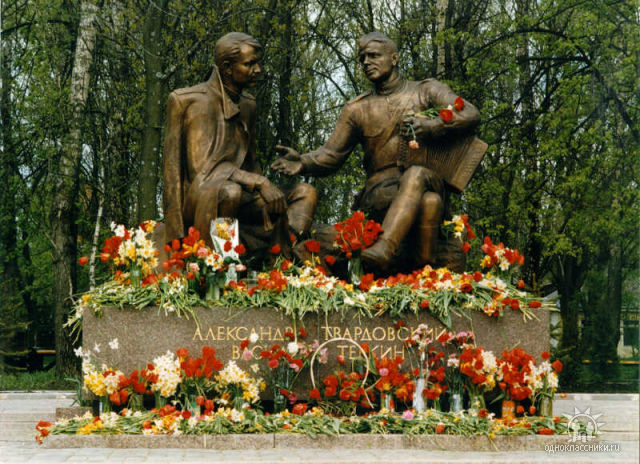 АЛЕКСАНДР ТВАРДОВСКИЙ
ТЕРКИН
одноклассники.ru